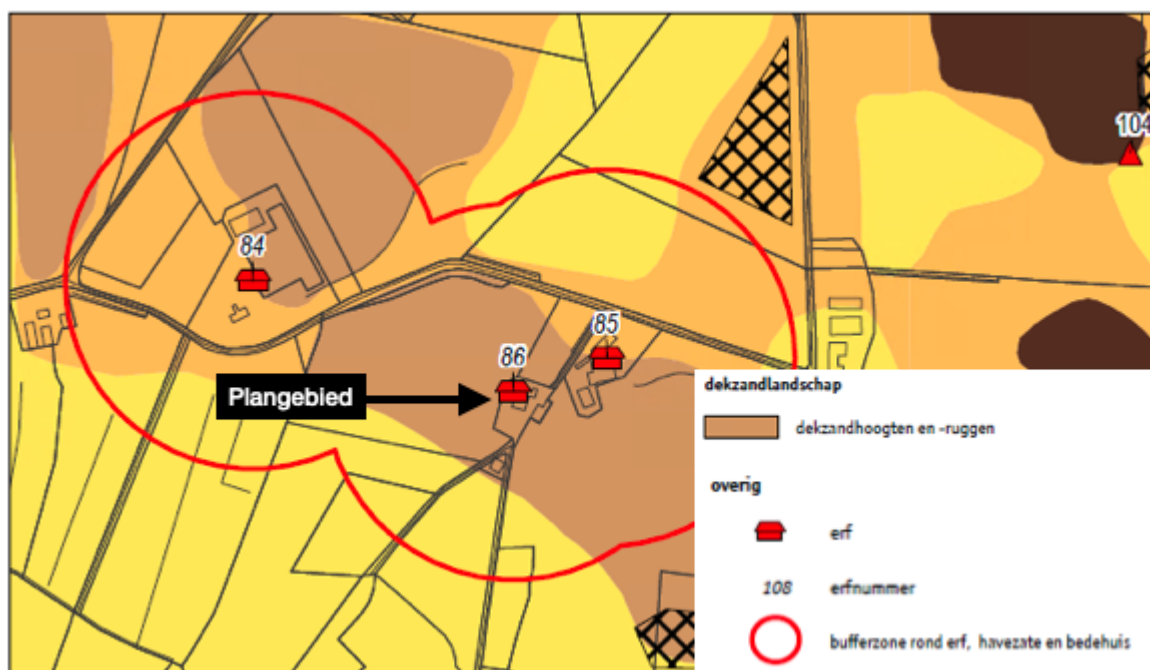 104
84
85
86
Plangebied
dekzandlandschap
dekzandhoogten en -ruggen
overig
erf
108 erfnummer
bufferzone rond erf, havezate en bedehuis